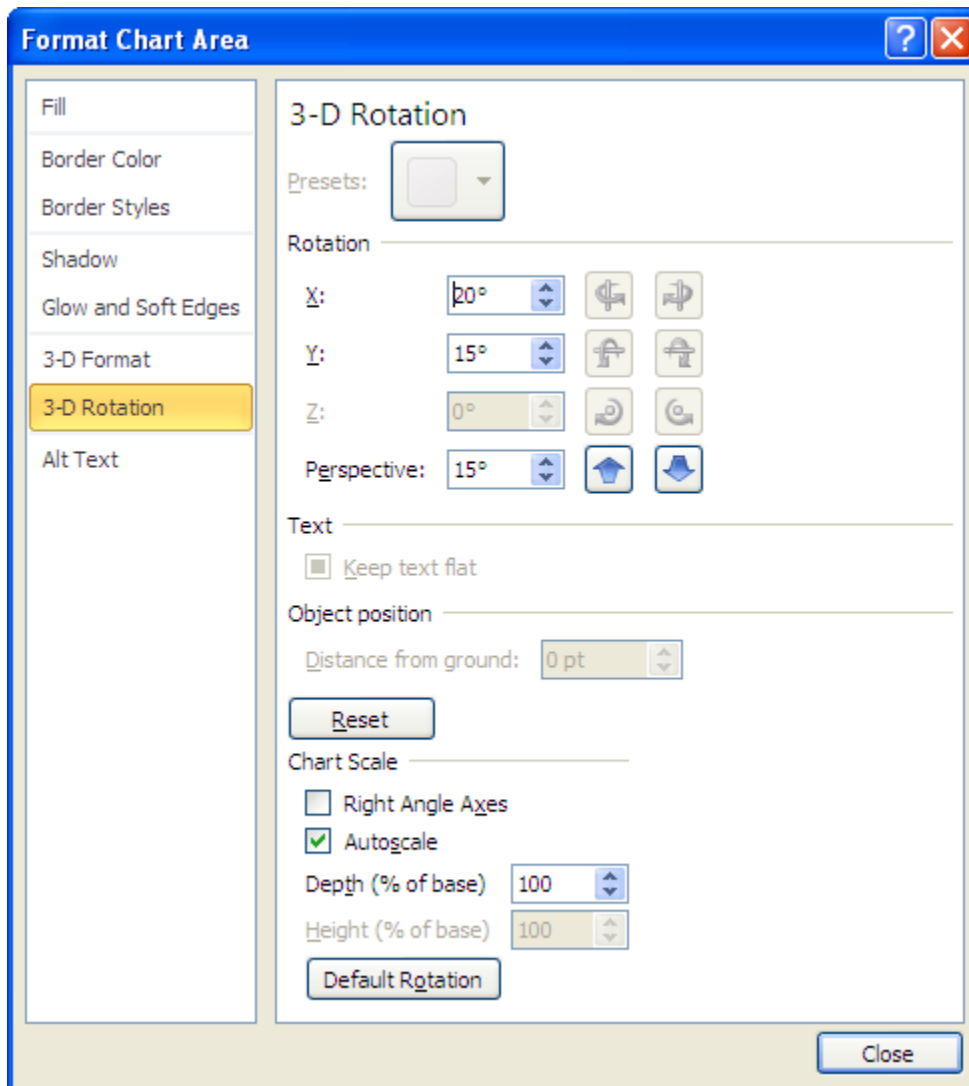 Format Chart Area
Fill
Border Color
Border Styles
Shadow
Glow and Soft Edges
3-D Format
3-D Rotation
Alt Text
3-D Rotation
Presets:
Rotation
X: 20°
Y: 15°
Z: 0°
Perspective: 15°
Text
Keep text flat
Object position
Distance from ground: 0 pt
Reset
Chart Scale
Right Angle Axes
Autoscale
Depth (% of base) 100
Height (% of base) 100
Default Rotation
Close